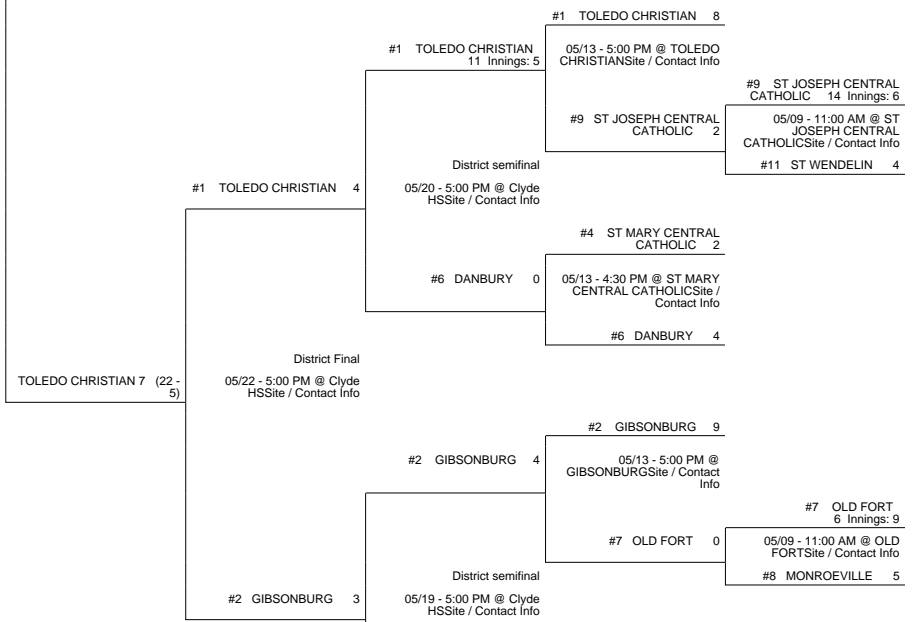 #1 TOLEDO CHRISTIAN 8
#1 TOLEDO CHRISTIAN
11 Innings: 5
05/13 - 5:00 PM @ TOLEDO
CHRISTIANSite / Contact Info
#9 ST JOSEPH CENTRAL
CATHOLIC 14 Innings: 6
#9 ST JOSEPH CENTRAL
CATHOLIC 2
05/09 - 11:00 AM @ ST
JOSEPH CENTRAL
CATHOLICSite / Contact Info
#11 ST WENDELIN 4
District semifinal
05/20 - 5:00 PM @ Clyde
HSSite / Contact Info
#1 TOLEDO CHRISTIAN 4
#4 ST MARY CENTRAL
CATHOLIC 2
#6 DANBURY 0
05/13 - 4:30 PM @ ST MARY
CENTRAL CATHOLICSite /
Contact Info
#6 DANBURY 4
District Final
05/22 - 5:00 PM @ Clyde
HSSite / Contact Info
TOLEDO CHRISTIAN 7 (22 -
5)
#2 GIBSONBURG 9
#2 GIBSONBURG 4
05/13 - 5:00 PM @
GIBSONBURGSite / Contact
Info
#7 OLD FORT
6 Innings: 9
#7 OLD FORT 0
05/09 - 11:00 AM @ OLD
FORTSite / Contact Info
#8 MONROEVILLE 5
District semifinal
05/19 - 5:00 PM @ Clyde
HSSite / Contact Info
#2 GIBSONBURG 3